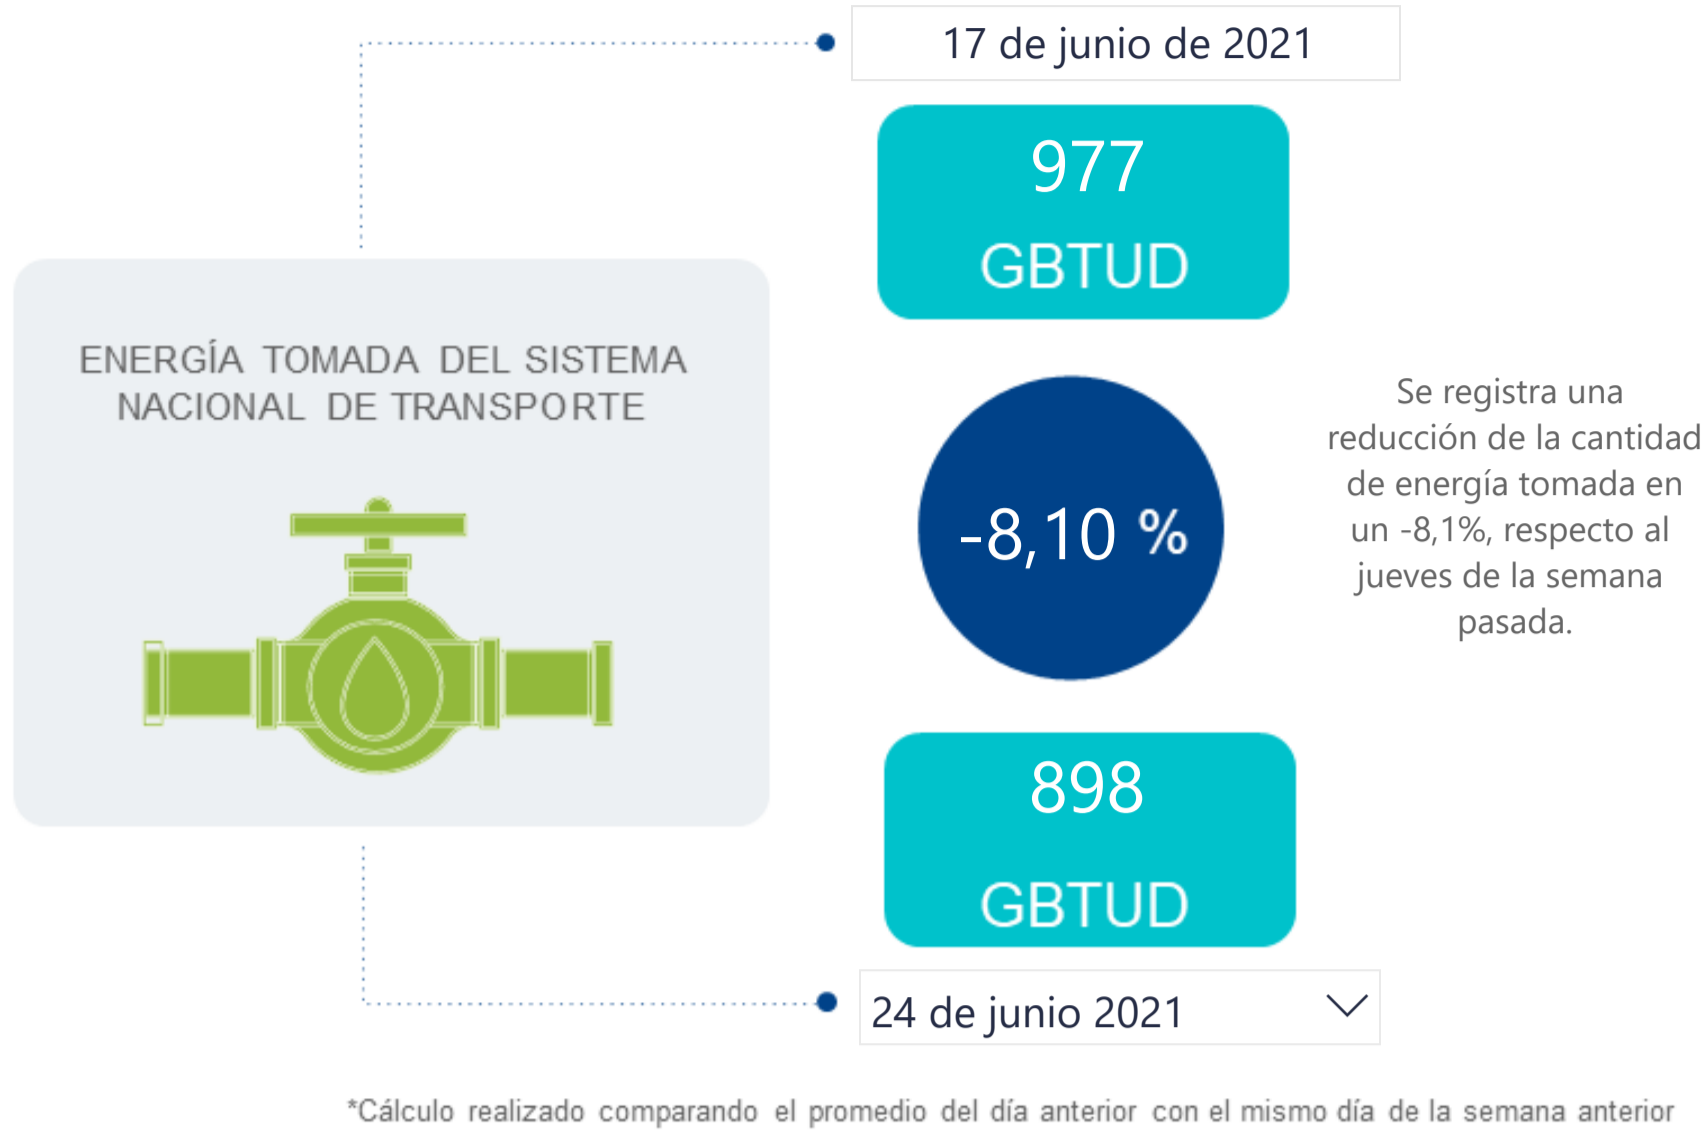 17 de junio de 2021
977
GBTUD
ENERGÍA TOMADA DEL SISTEMA
NACIONAL DE TRANSPORTE
-8,10 %
Se registra una
reducción de la cantidad
de energía tomada en
un -8,1%, respecto al
jueves de la semana
pasada.
898
GBTUD
24 de junio 2021
*Cálculo realizado comparando el promedio del día anterior con el mismo día de la semana anterior